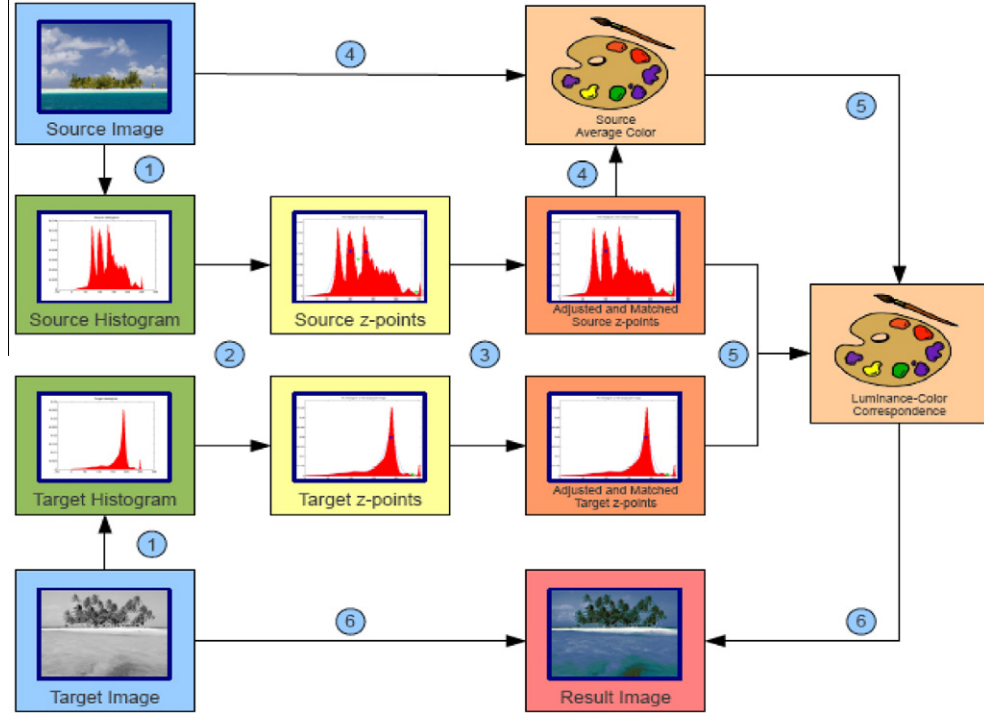 4
5
Source Image
Source
Average Color
1
4
Source Histogram
Source z-points
Adjusted and Matched
Source z-points
2
3
5
Luminance-Color
Correspondence
Target Histogram
Target z-points
Adjusted and Matched
Target z-points
1
6
6
Target Image
Result Image